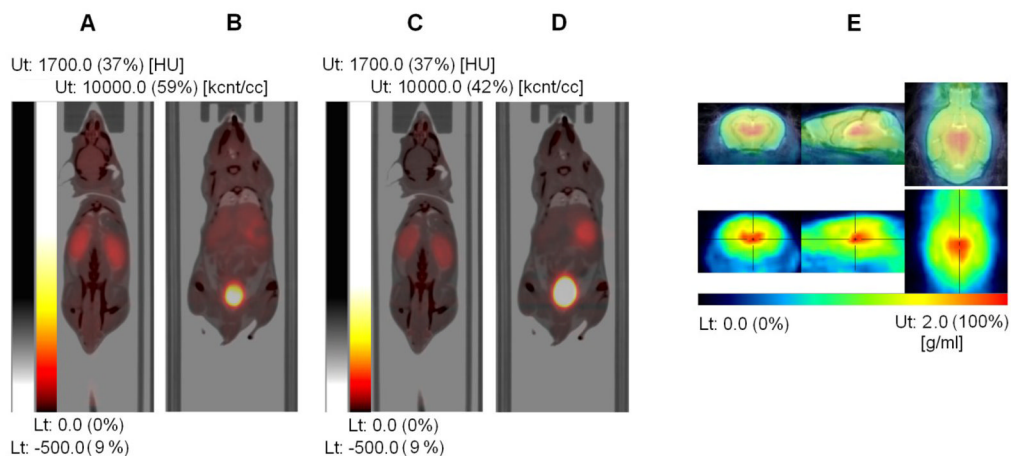 A B C D E
Ut: 1700.0 (37%) [HU]
Ut: 10000.0 (59%) [kcnt/cc]
Ut: 1700.0 (37%) [HU]
Ut: 10000.0 (42%) [kcnt/cc]
Lt: 0.0 (0%)
Lt: -500.0 (9 %)
Lt: 0.0 (0%)
Lt: -500.0 (9 %)
Lt: 0.0 (0%)
Ut: 2.0 (100%)
[g/ml]